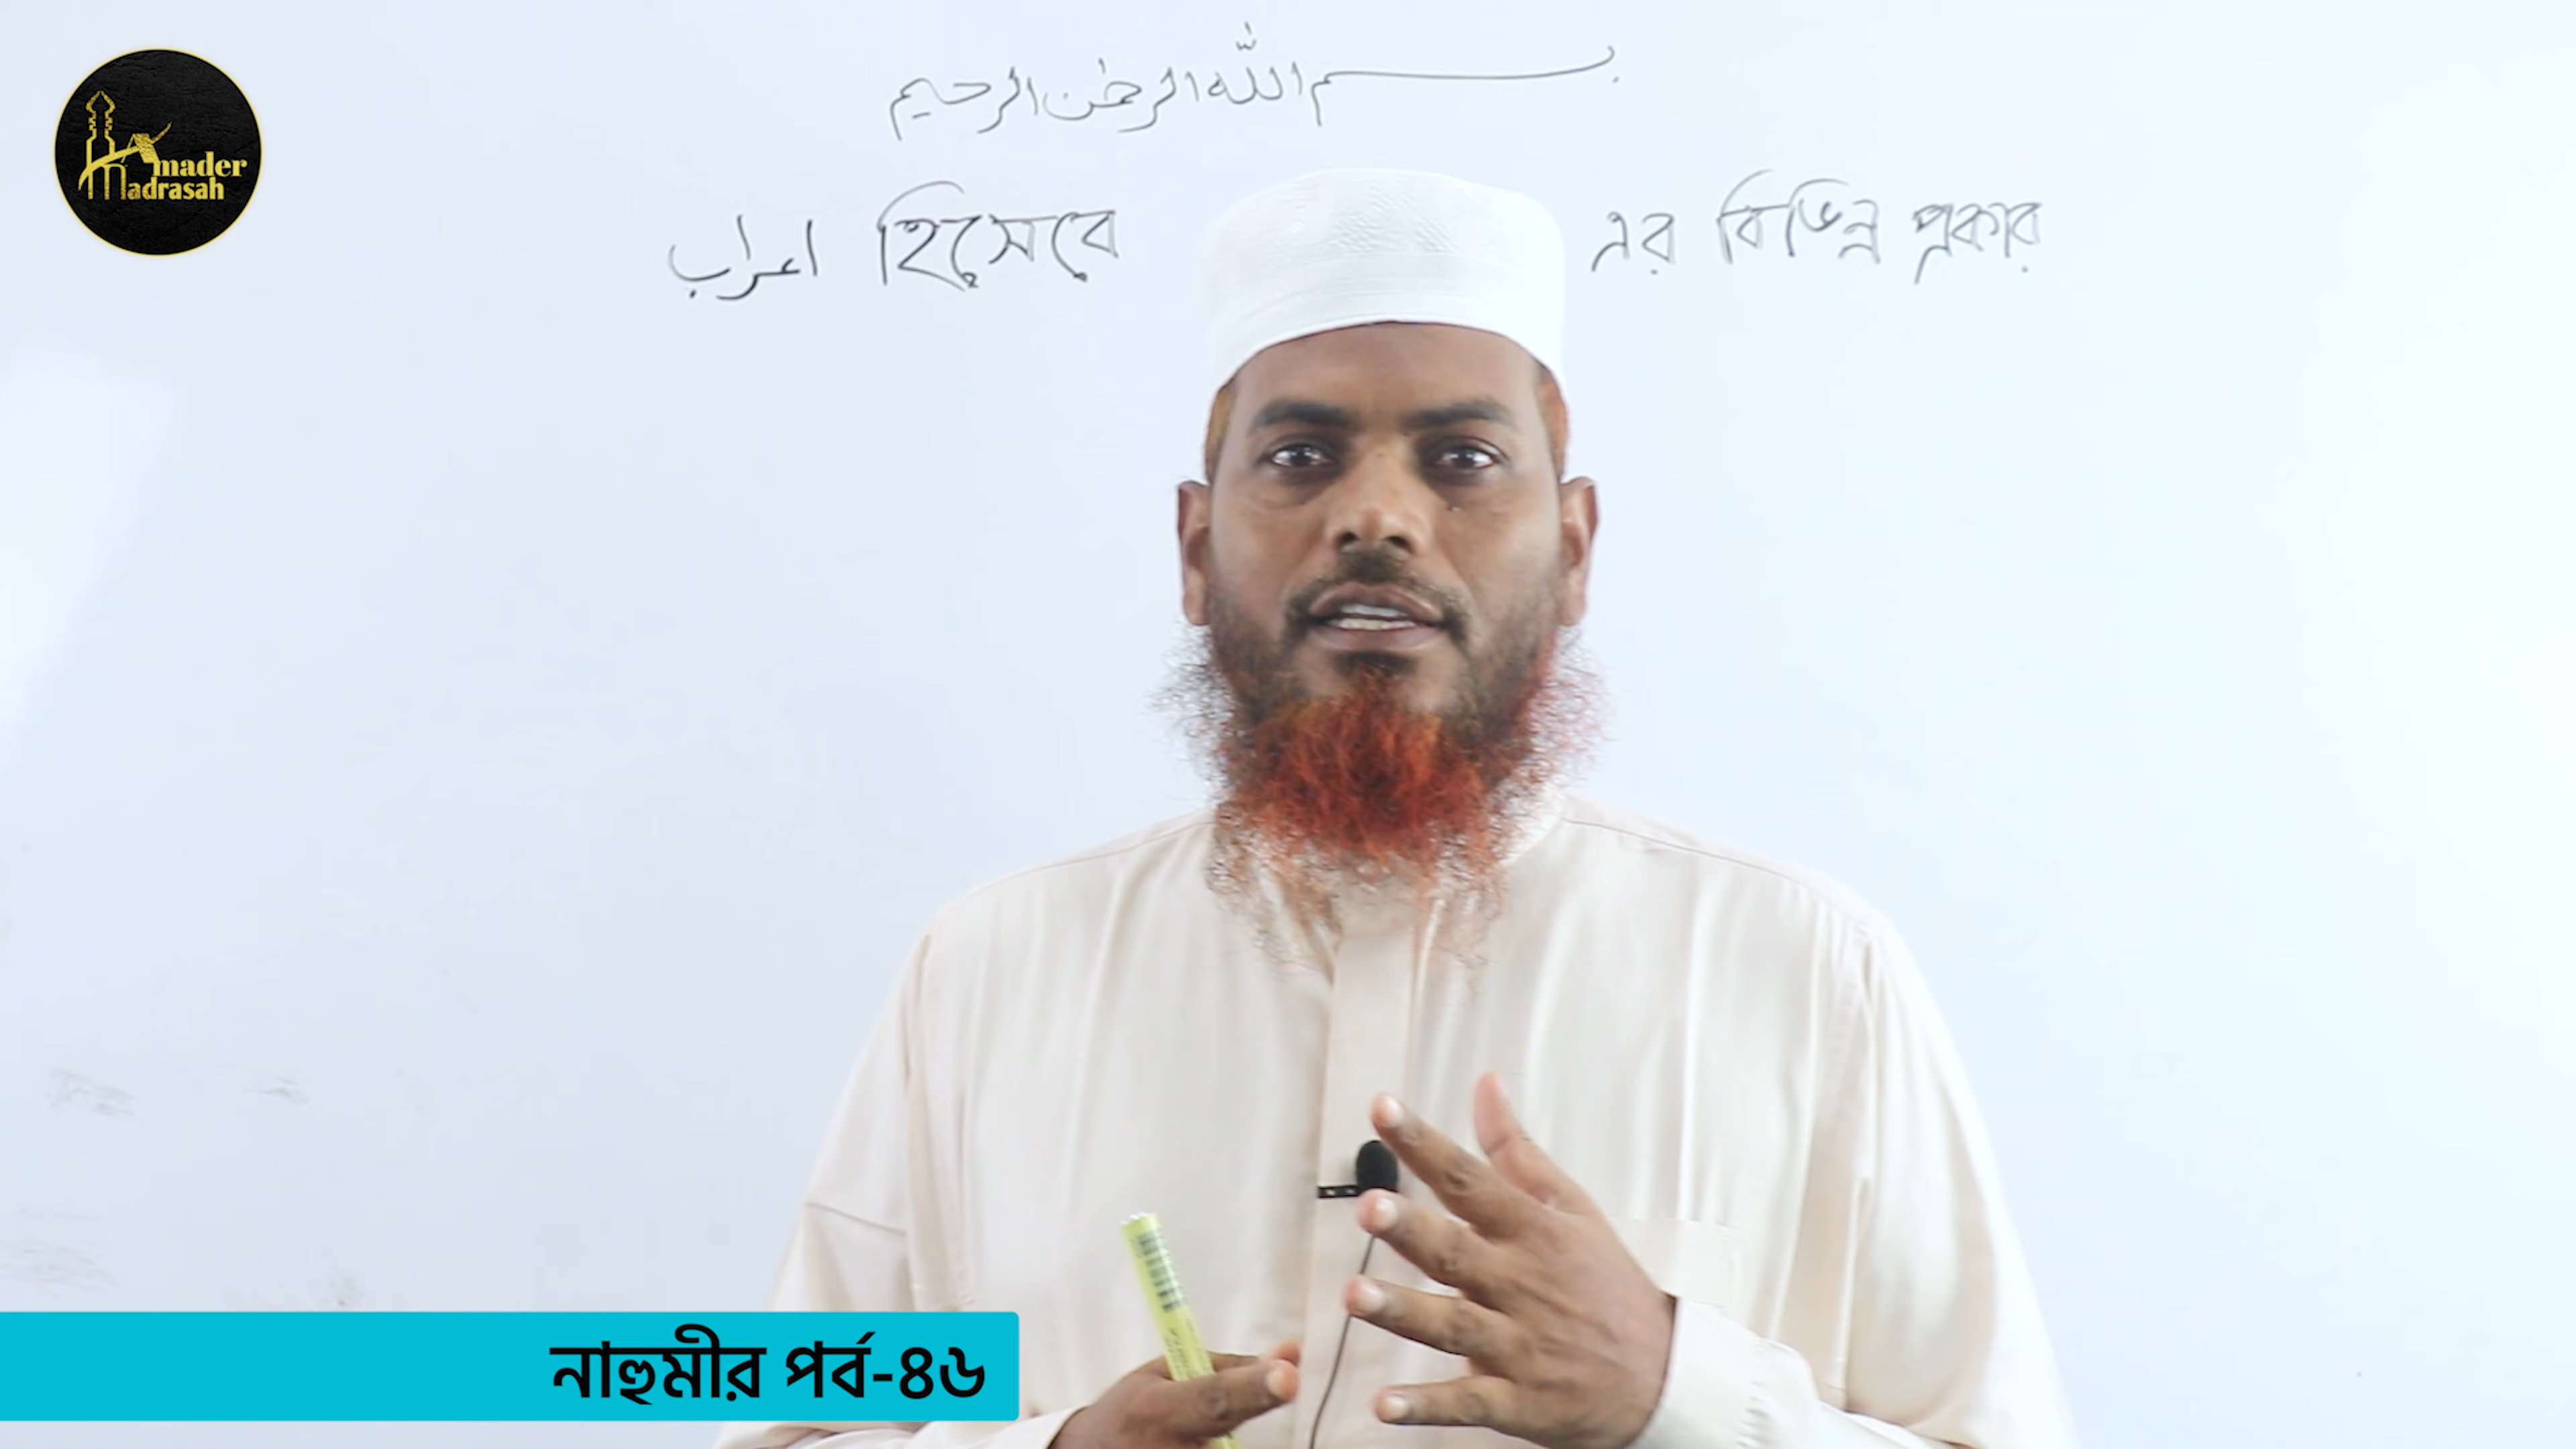 بسم الله الرحمن الرحيم
اعراب হিসেবে এর বিভিন্ন প্রকার
Amader
Madrasah
নাহুমীর পর্ব-৪৬